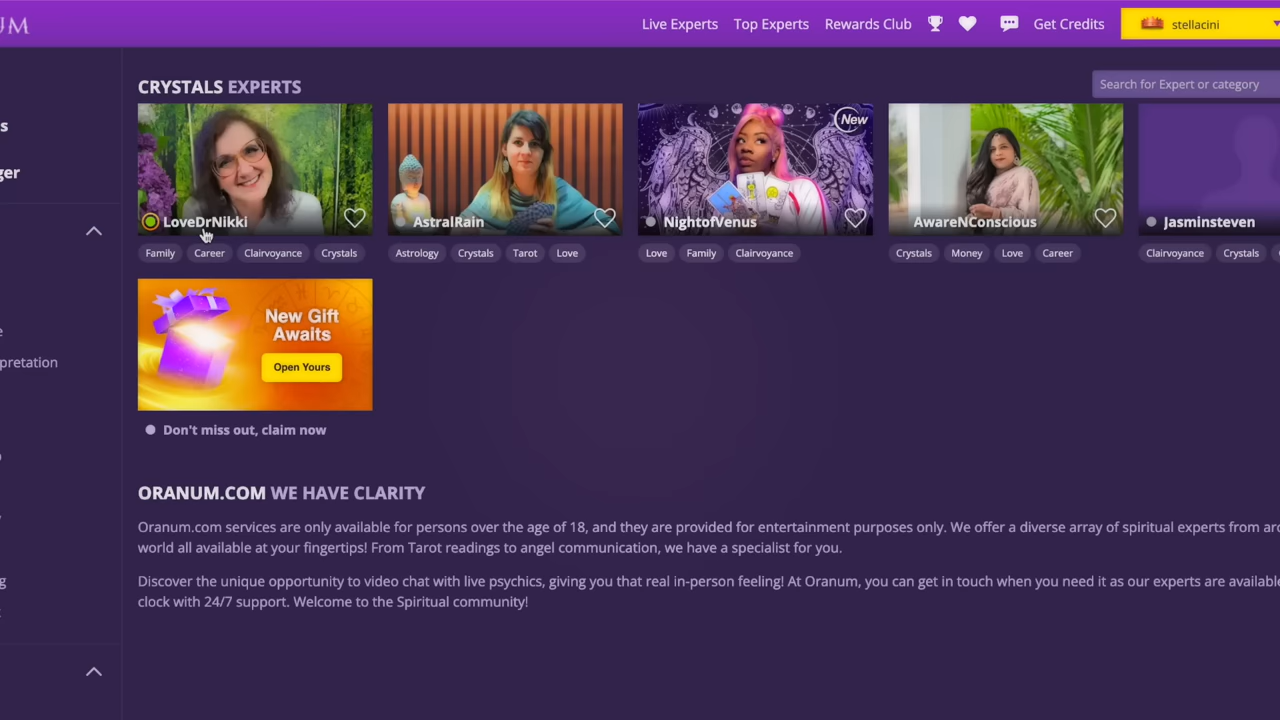 UM
Live Experts Top Experts Rewards Club Get Credits stellacini
CRYSTALS EXPERTS
Search for Expert or category
s
ger
New
LoveDrNikki
AstralRain
NightofVenus
AwareNConscious
Jasminsteven
Family Career Clairvoyance Crystals
Astrology Crystals Tarot Love
Love Family Clairvoyance
Crystals Money Love Career
Clairvoyance Crystals
New Gift
Awaits
Open Yours
Don't miss out, claim now
e
pretation
g
ORANUM.COM WE HAVE CLARITY
Oranum.com services are only available for persons over the age of 18, and they are provided for entertainment purposes only. We offer a diverse array of spiritual experts from aro
world all available at your fingertips! From Tarot readings to angel communication, we have a specialist for you.
Discover the unique opportunity to video chat with live psychics, giving you that real in-person feeling! At Oranum, you can get in touch when you need it as our experts are available
clock with 24/7 support. Welcome to the Spiritual community!